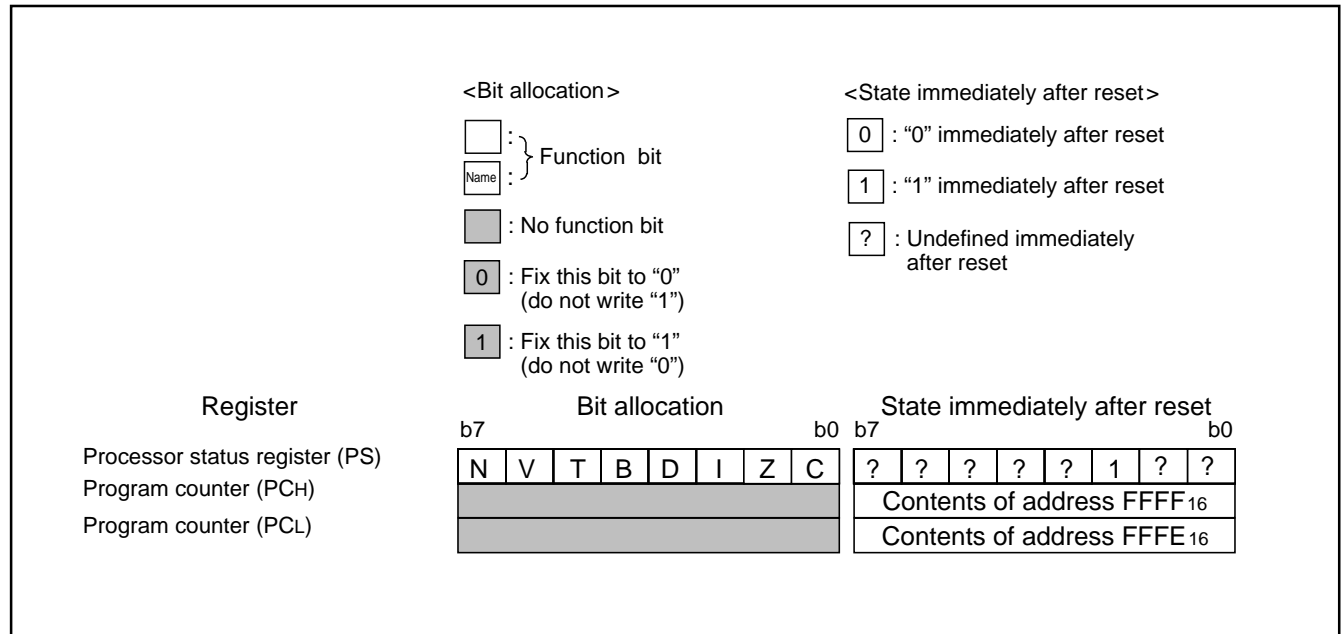 <Bit allocation>
:
Name :
Function bit
: No function bit
0 : Fix this bit to “0”
(do not write “1”)
1 : Fix this bit to “1”
(do not write “0”)
<State immediately after reset>
0 : “0” immediately after reset
1 : “1” immediately after reset
? : Undefined immediately
after reset
Register Bit allocation State immediately after reset
b7 b0 b7 b0
Processor status register (PS) N V T B D I Z C ? ? ? ? ? 1 ? ?
Program counter (PCH) Contents of address FFFF16
Program counter (PCL) Contents of address FFFE16